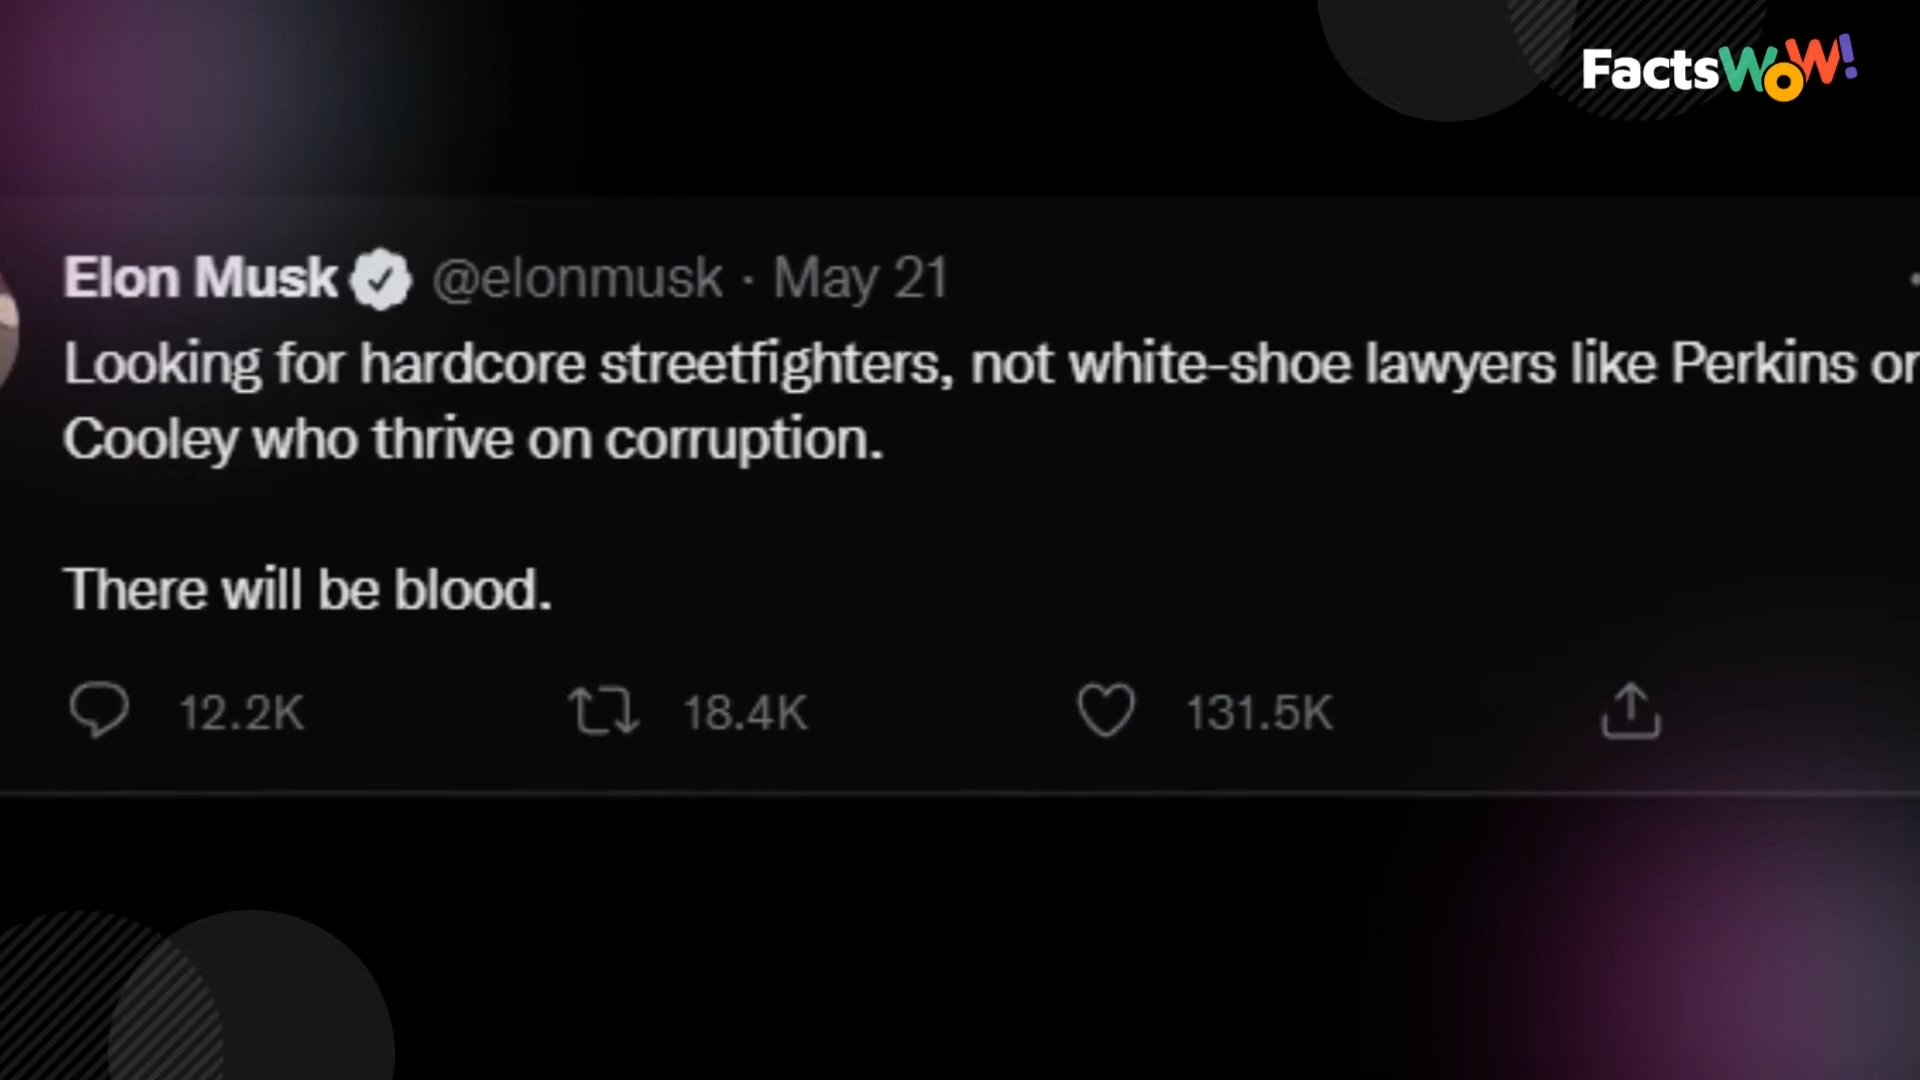 FactsWOW!
Elon Musk @elonmusk · May 21
Looking for hardcore streetfighters, not white-shoe lawyers like Perkins or
Cooley who thrive on corruption.
There will be blood.
12.2K 18.4K 131.5K